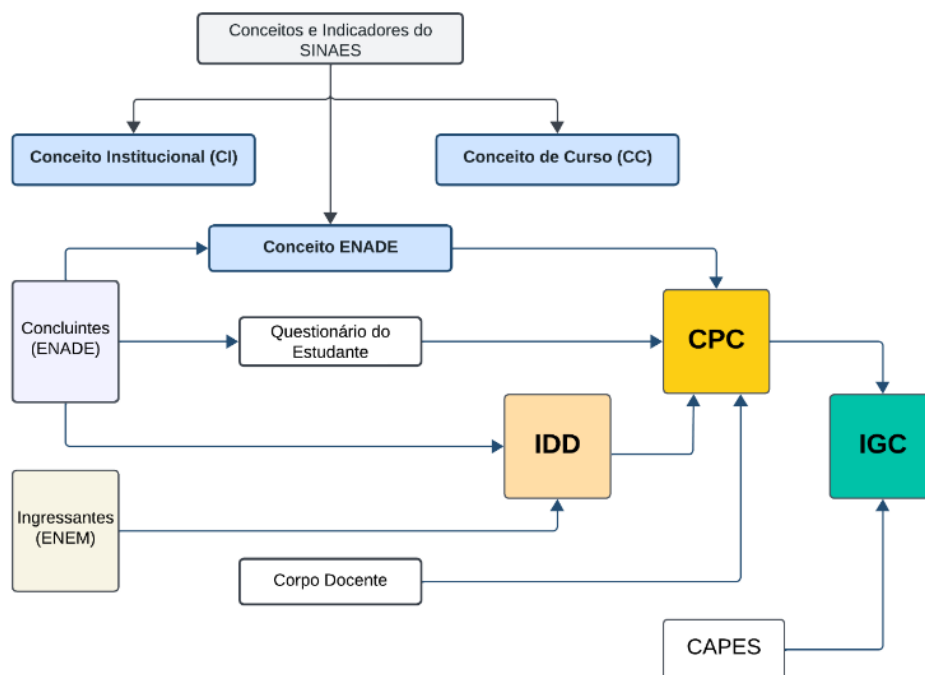 Conceitos e Indicadores do
SINAES
Conceito Institucional (CI)
Conceito de Curso (CC)
Conceito ENADE
Concluintes
(ENADE)
Questionário do
Estudante
CPC
IDD
IGC
Ingressantes
(ENEM)
Corpo Docente
CAPES